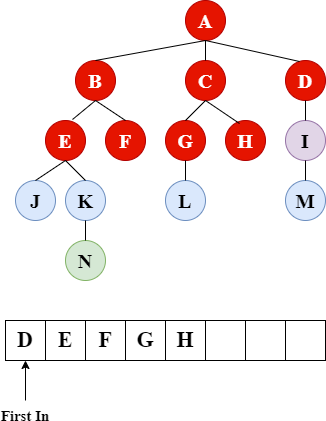 A
B C D
E F G H I
J K L M
N
D E F G H
First In